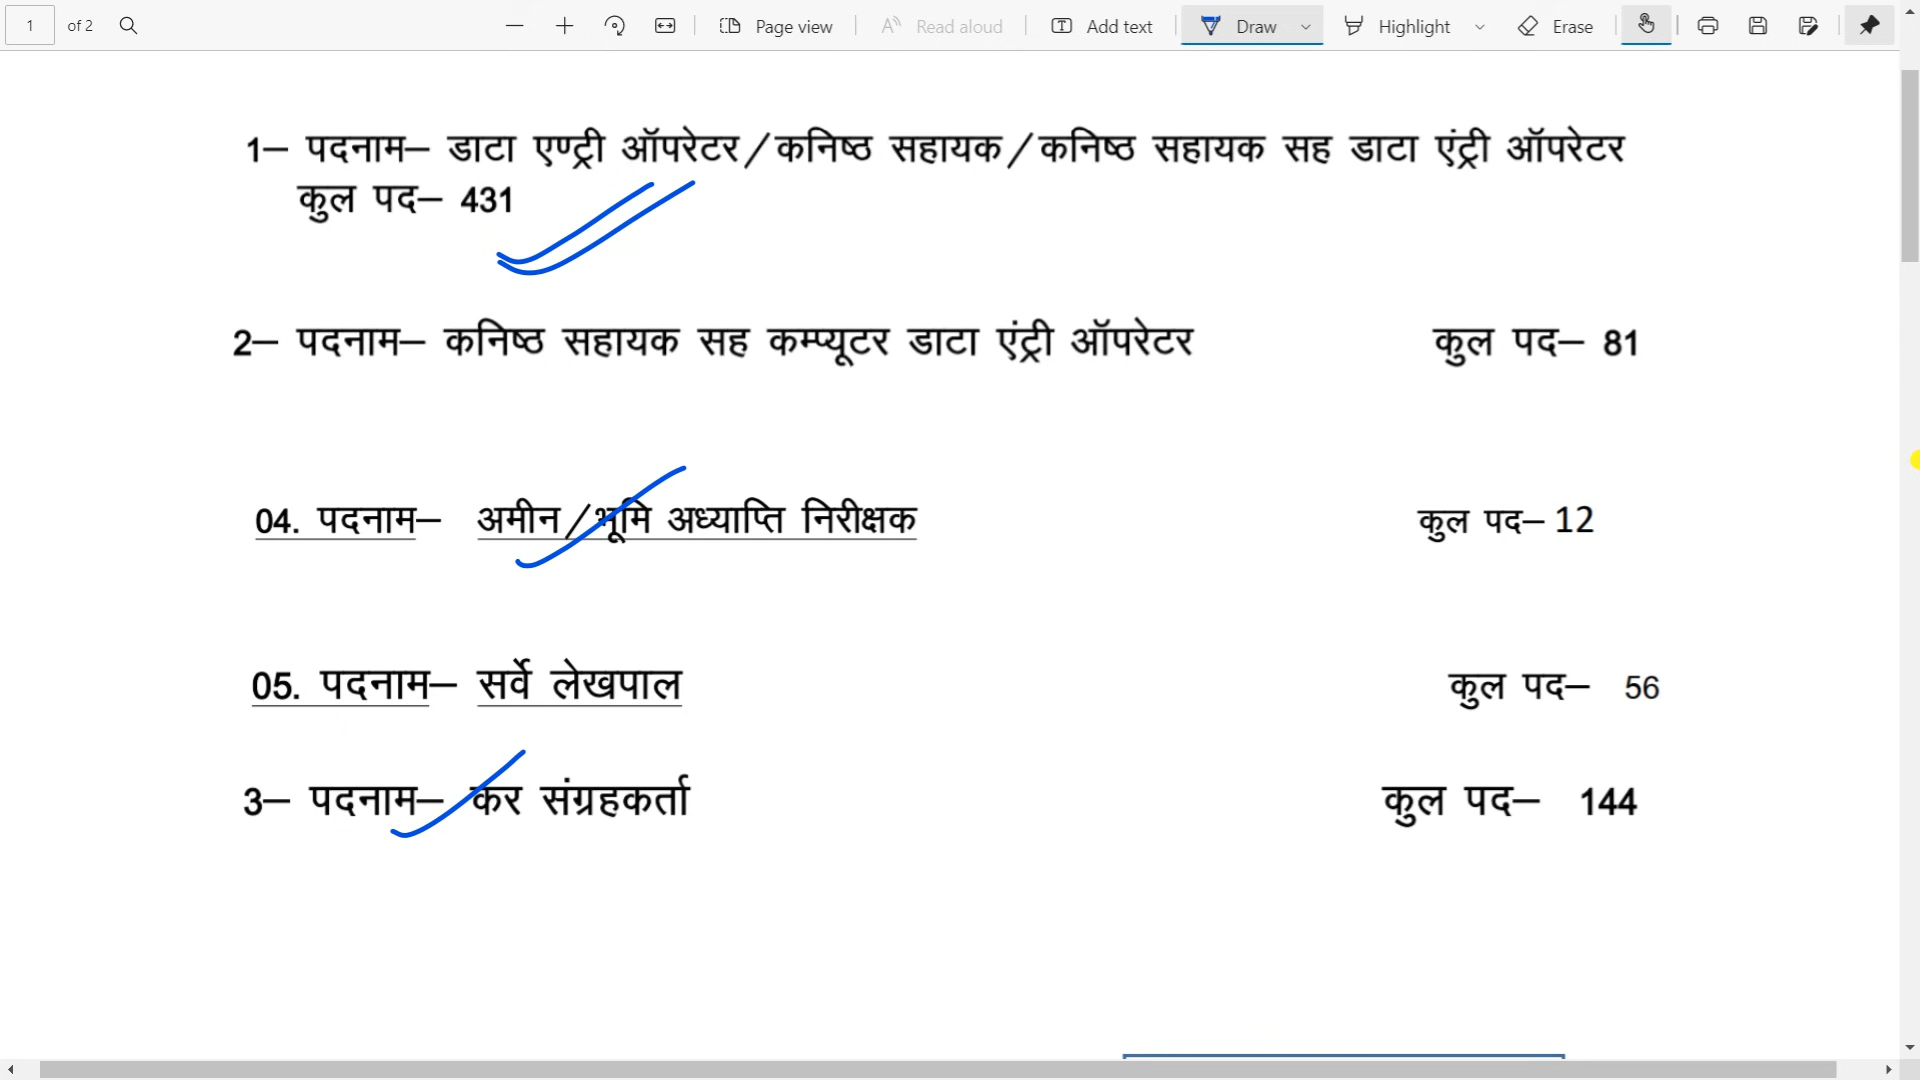 1 of 2 Page view Read aloud Add text Draw Highlight Erase
1– पदनाम– डाटा एण्ट्री ऑपरेटर/कनिष्ठ सहायक/कनिष्ठ सहायक सह डाटा एंट्री ऑपरेटर
कुल पद– 431
2– पदनाम– कनिष्ठ सहायक सह कम्प्यूटर डाटा एंट्री ऑपरेटर कुल पद– 81
04. पदनाम– अमीन/भूमि अध्याप्ति निरीक्षक कुल पद– 12
05. पदनाम– सर्वे लेखपाल कुल पद– 56
3– पदनाम– कर संग्रहकर्ता कुल पद– 144